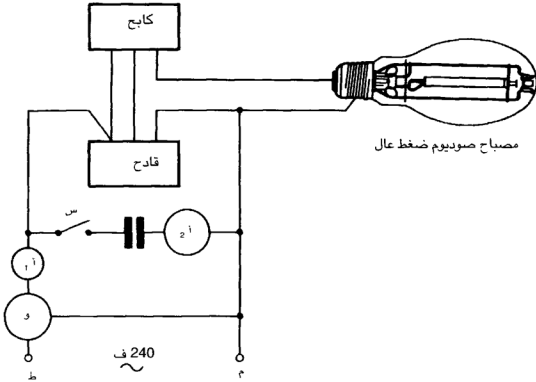 كابح
مصباح صوديوم ضغط عال
قادح
س
أ2
أ1
و
240 ف
ط
م